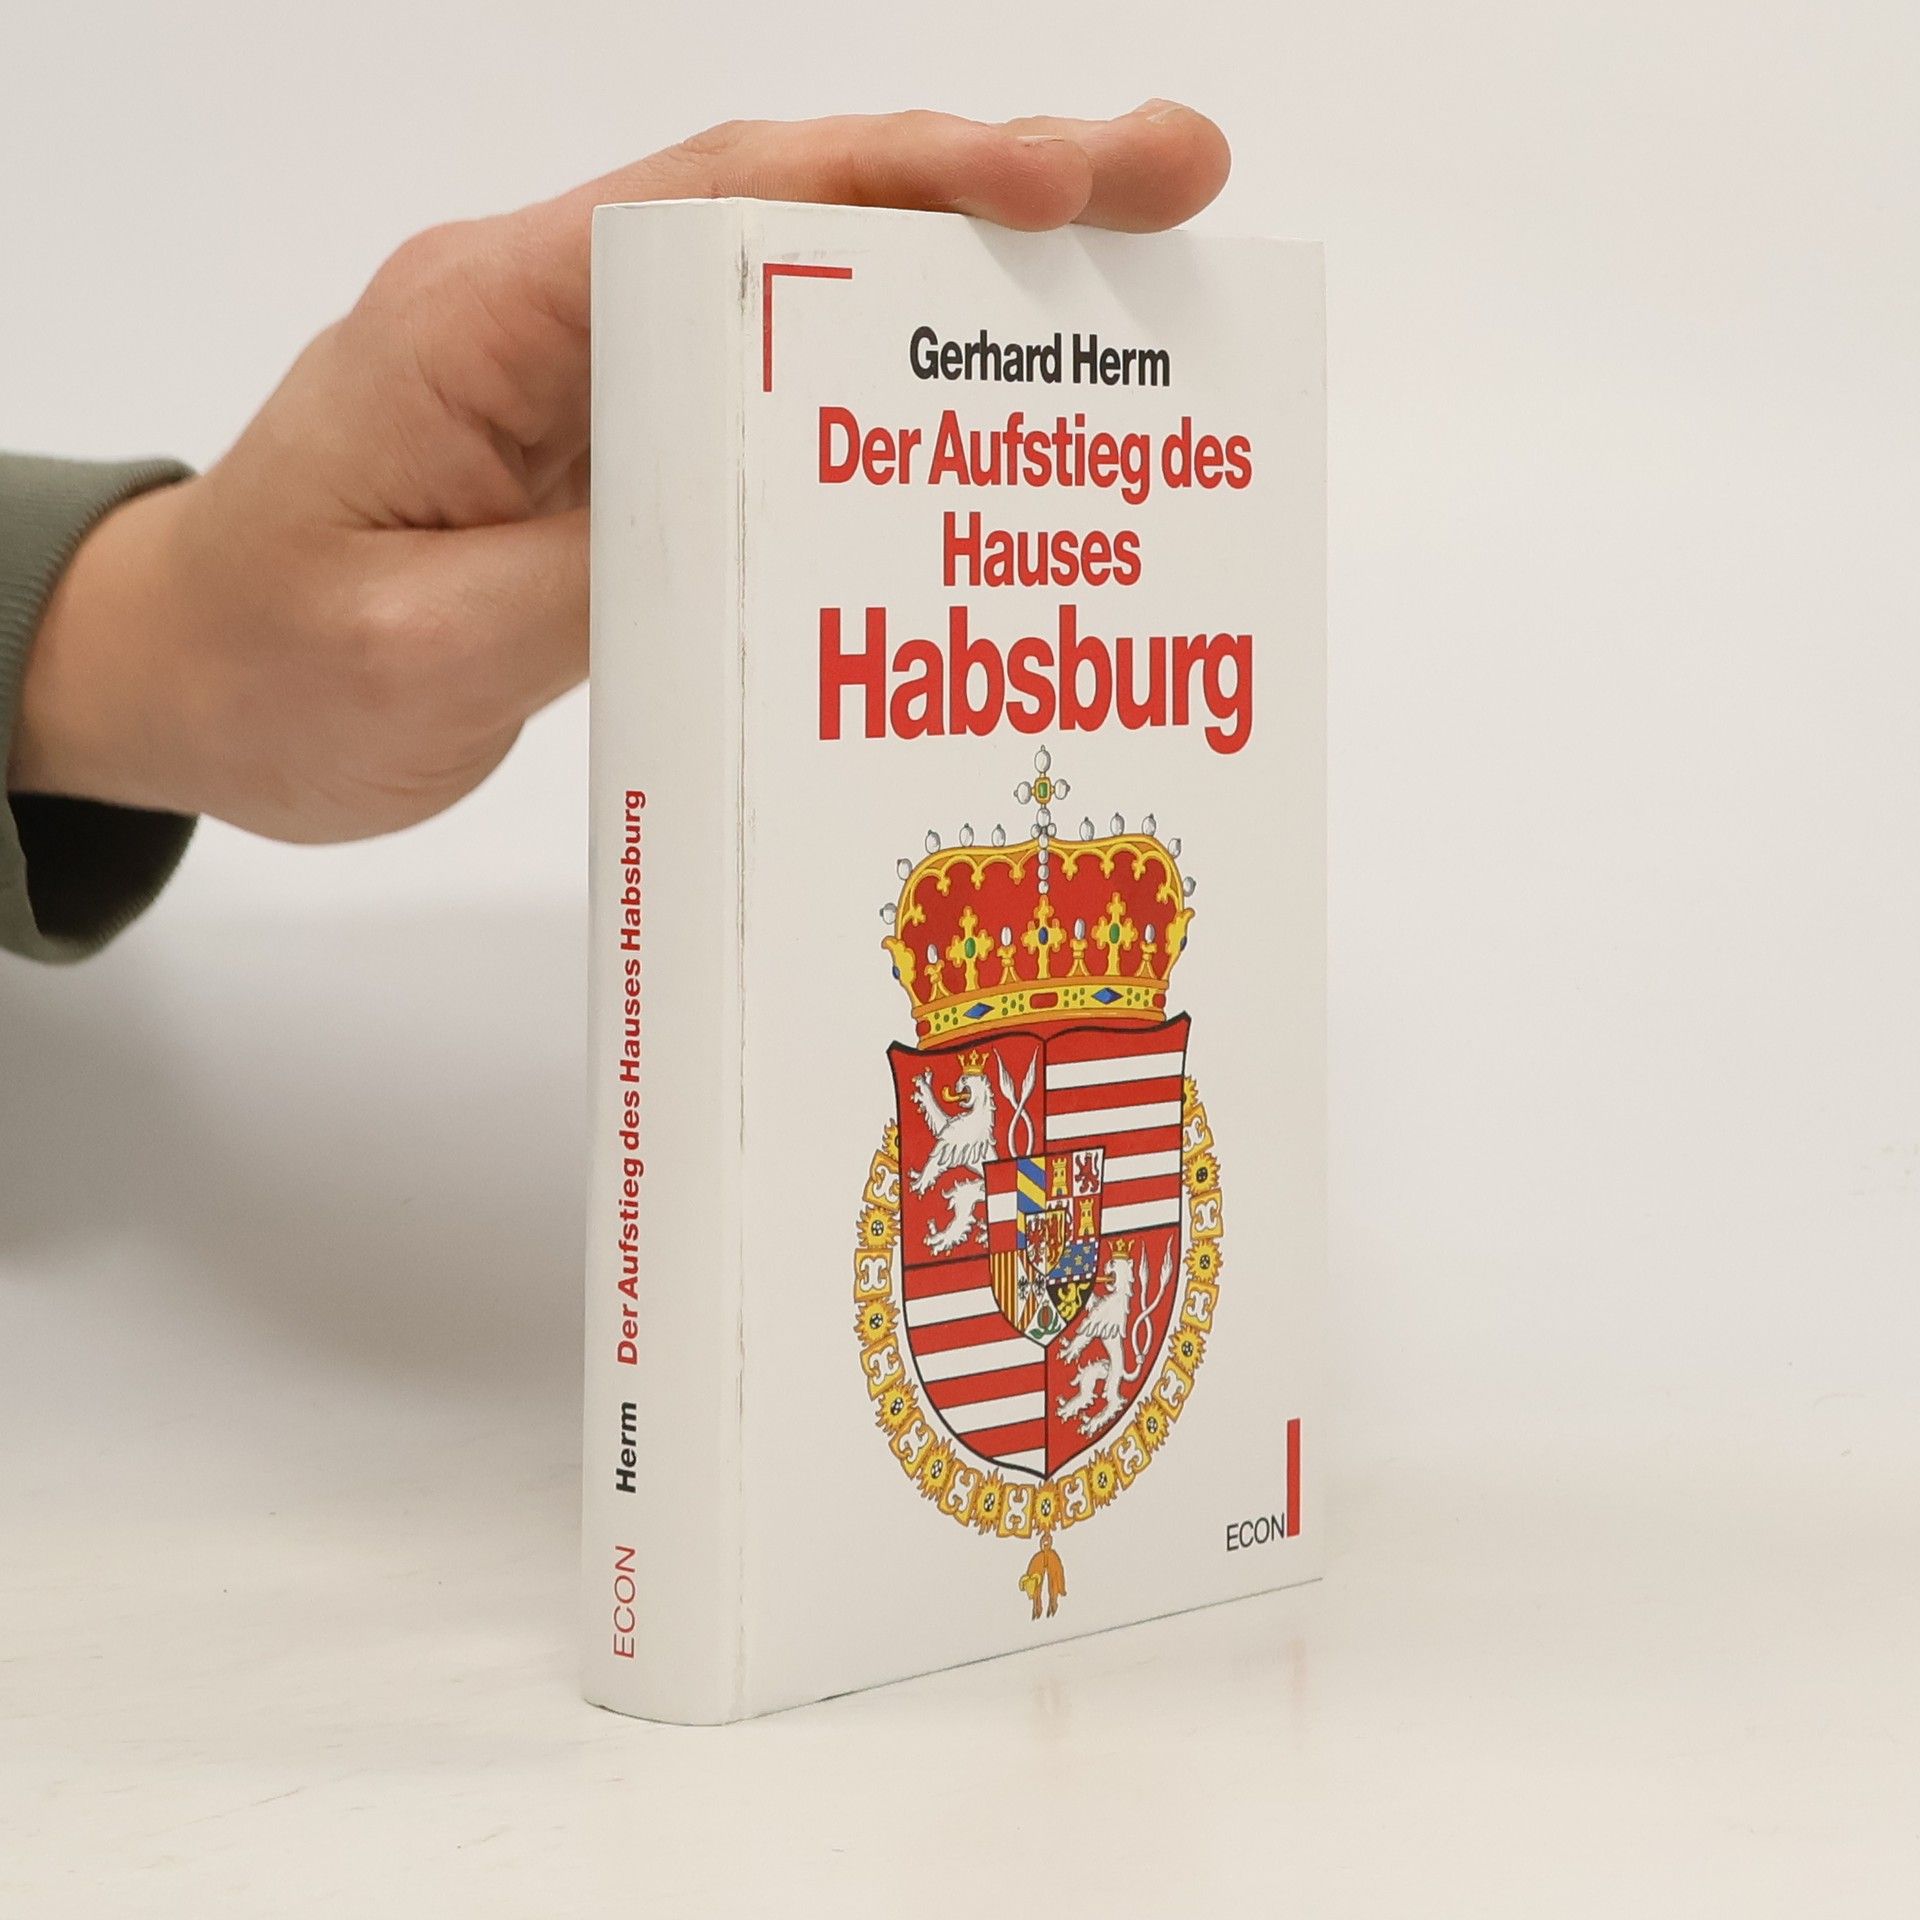 Gerhard Herm
Der Aufstieg des
Hauses
Habsburg
ECON
ECON Herm Der Aufstieg des Hauses Habsburg